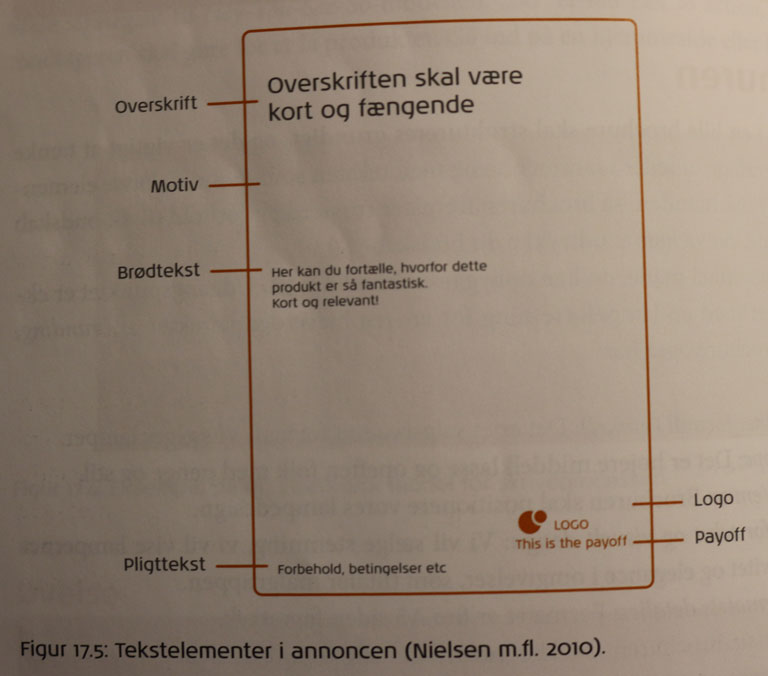 Overskrift
Overskriften skal være
kort og fængende
Motiv
Brødtekst
Her kan du fortælle, hvorfor dette
produkt er så fantastisk.
Kort og relevant!
Logo
LOGO
This is the payoff
Payoff
Pligttekst
Forbehold, betingelser etc
Figur 17.5: Tekstelementer i annoncen (Nielsen m.fl. 2010).